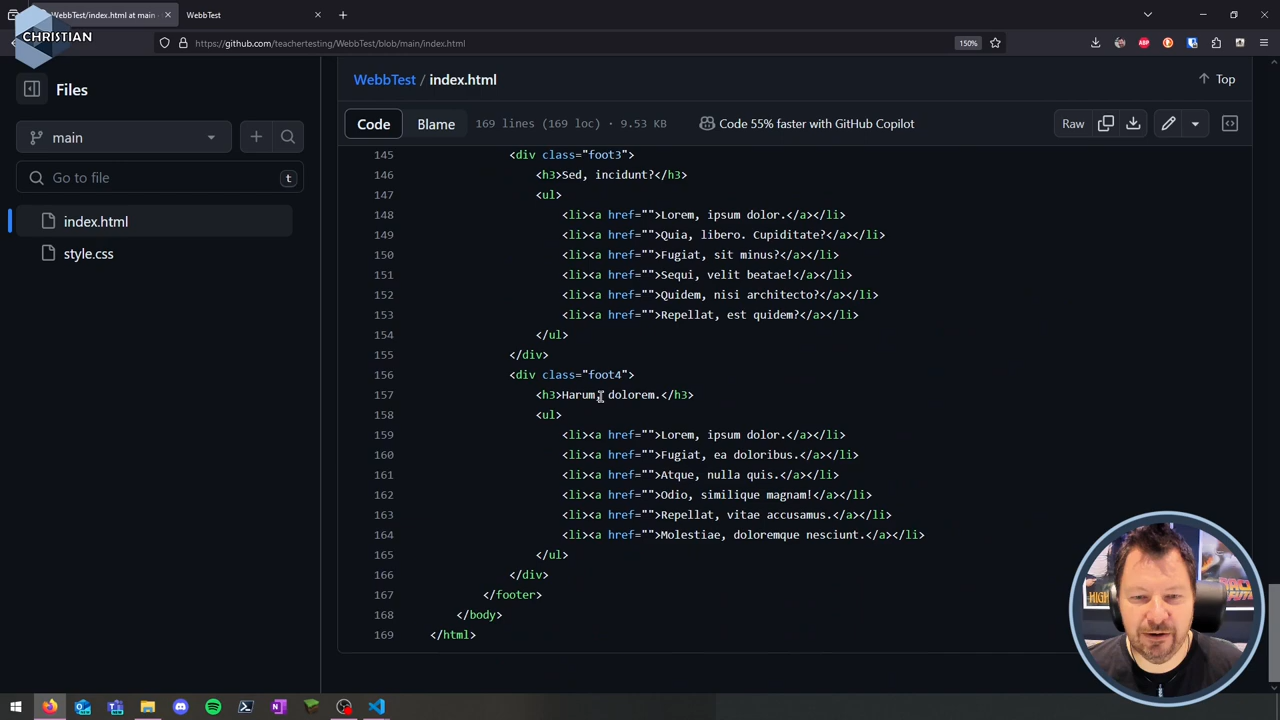 WebbTest/index.html at main
WebbTest
CHRISTIAN
https://github.com/teachertesting/WebbTest/blob/main/index.html
150%
Files
WebbTest / index.html
Top
main
Code
Blame
169 lines (169 loc) · 9.53 KB
Code 55% faster with GitHub Copilot
Raw
Go to file
t
index.html
style.css
145 <div class="foot3">
146 <h3>Sed, incidunt?</h3>
147 <ul>
148 <li><a href="">Lorem, ipsum dolor.</a></li>
149 <li><a href="">Quia, libero. Cupiditate?</a></li>
150 <li><a href="">Fugiat, sit minus?</a></li>
151 <li><a href="">Sequi, velit beatae!</a></li>
152 <li><a href="">Quidem, nisi architecto?</a></li>
153 <li><a href="">Repellat, est quidem?</a></li>
154 </ul>
155 </div>
156 <div class="foot4">
157 <h3>Harum, dolorem.</h3>
158 <ul>
159 <li><a href="">Lorem, ipsum dolor.</a></li>
160 <li><a href="">Fugiat, ea doloribus.</a></li>
161 <li><a href="">Atque, nulla quis.</a></li>
162 <li><a href="">Odio, similique magnam!</a></li>
163 <li><a href="">Repellat, vitae accusamus.</a></li>
164 <li><a href="">Molestiae, doloremque nesciunt.</a></li>
165 </ul>
166 </div>
167 </footer>
168 </body>
169 </html>